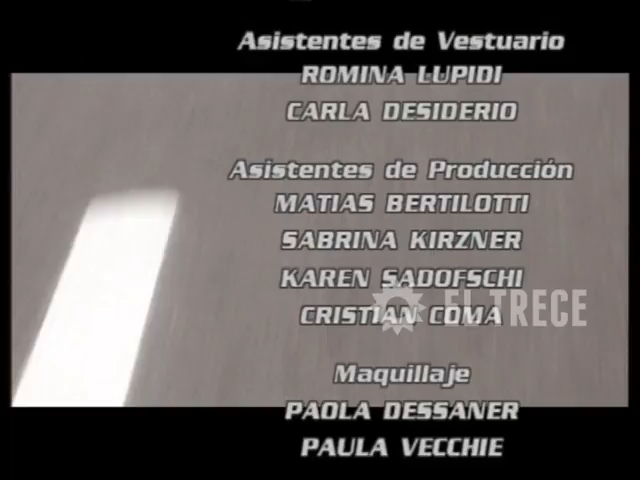 Asistentes de Vestuario
ROMINA LUPIDI
CARLA DESIDERIO
Asistentes de Producción
MATIAS BERTILOTTI
SABRINA KIRZNER
KAREN SADOFSCHI
CRISTIAN COMA
EL TRECE
Maquillaje
PAOLA DESSANER
PAULA VECCHIE